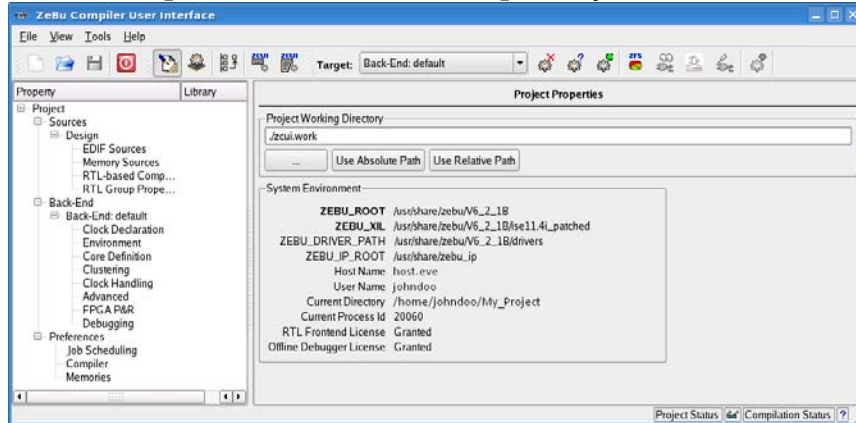 ZeBu Compiler User Interface
File View Tools Help
Target: Back-End: default
Property Library
Project
Sources
Design
EDIF Sources
Memory Sources
RTL-based Comp...
RTL Group Prope...
Back-End
Back-End: default
Clock Declaration
Environment
Core Definition
Clustering
Clock Handling
Advanced
FPGA P&R
Debugging
Preferences
Job Scheduling
Compiler
Memories
Project Properties
Project Working Directory
./zcui.work
... Use Absolute Path Use Relative Path
System Environment
ZEBU_ROOT /usr/share/zebu/V6_2_1B
ZEBU_XIL /usr/share/zebu/V6_2_1B/ise11.4i_patched
ZEBU_DRIVER_PATH /usr/share/zebu/V6_2_1B/drivers
ZEBU_IP_ROOT /usr/share/zebu_ip
Host Name host.eve
User Name johndoo
Current Directory /home/johndoo/My_Project
Current Process Id 20060
RTL Frontend License Granted
Offline Debugger License Granted
Project Status Compilation Status ?